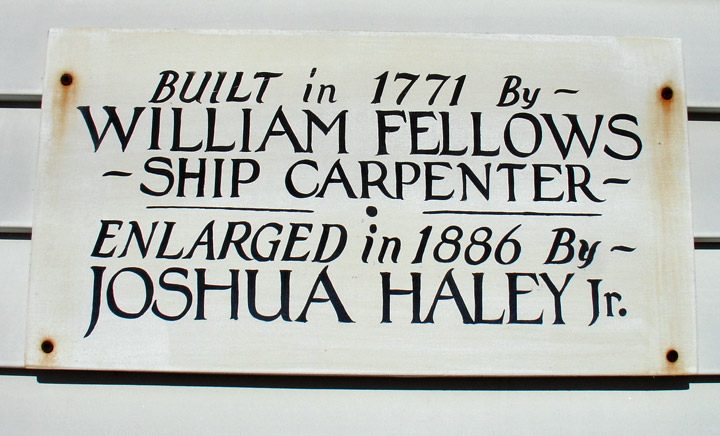 BUILT in 1771 By ~
WILLIAM FELLOWS
~ SHIP CARPENTER ~
ENLARGED in 1886 By ~
JOSHUA HALEY Jr.